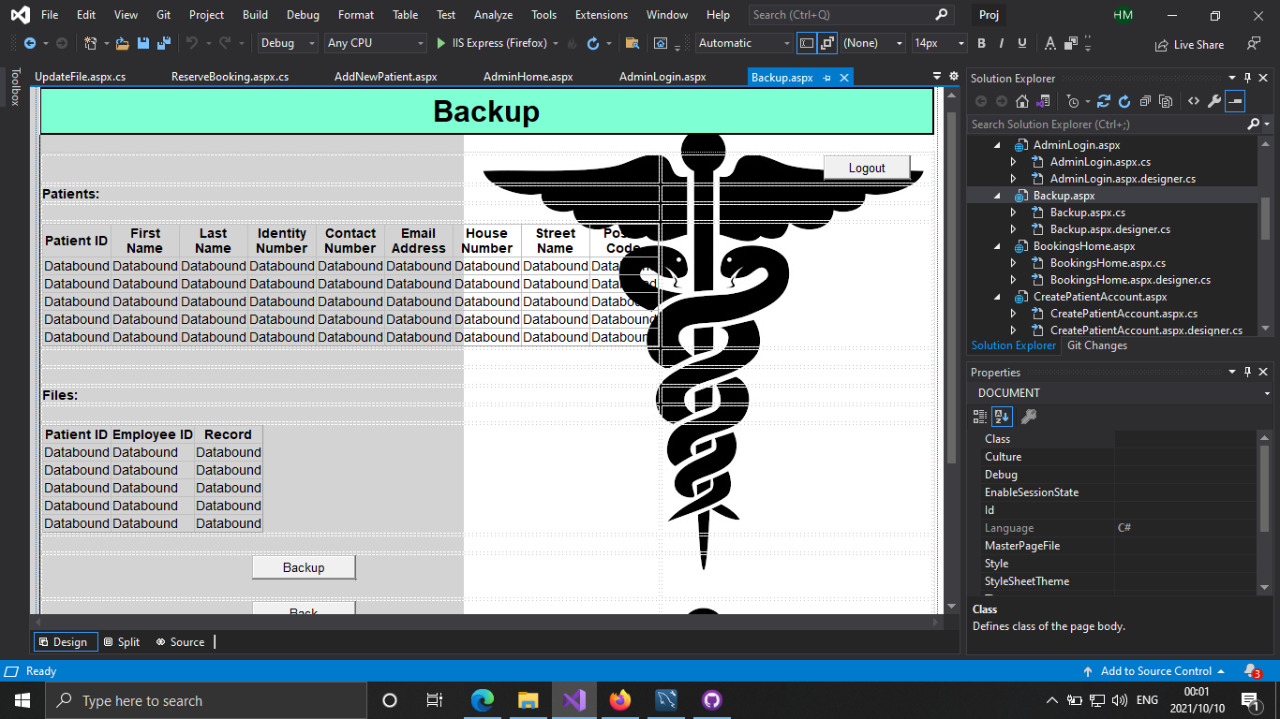 File Edit View Git Project Build Debug Format Table Test Analyze Tools Extensions Window Help Search (Ctrl+Q) Proj HM
Debug Any CPU IIS Express (Firefox) Automatic (None) 14px B I U A Live Share
Toolbox
UpdateFile.aspx.cs ReserveBooking.aspx.cs AddNewPatient.aspx AdminHome.aspx AdminLogin.aspx Backup.aspx
Backup
Logout
Patients:
Patient ID First Name Last Name Identity Number Contact Number Email Address House Number Street Name
Databound Databound Databound Databound Databound Databound Databound Databound
Databound Databound Databound Databound Databound Databound Databound Databound
Databound Databound Databound Databound Databound Databound Databound Databound
Databound Databound Databound Databound Databound Databound Databound Databound
Databound Databound Databound Databound Databound Databound Databound Databound
Files:
Patient ID Employee ID Record
Databound Databound Databound
Databound Databound Databound
Databound Databound Databound
Databound Databound Databound
Databound Databound Databound
Backup
Back
Design Split Source
Solution Explorer
Search Solution Explorer (Ctrl+;)
AdminLogin.aspx
AdminLogin.aspx.cs
AdminLogin.aspx.designer.cs
Backup.aspx
Backup.aspx.cs
Backup.aspx.designer.cs
BookingsHome.aspx
BookingsHome.aspx.cs
BookingsHome.aspx.designer.cs
CreatePatientAccount.aspx
CreatePatientAccount.aspx.cs
CreatePatientAccount.aspx.designer.cs
Solution Explorer Git Changes
Properties
DOCUMENT
Class
Culture
Debug
EnableSessionState
Id
Language C#
MasterPageFile
Style
StyleSheetTheme
Class
Defines class of the page body.
Ready Add to Source Control 3
Type here to search
ENG
00:01
2021/10/10
1